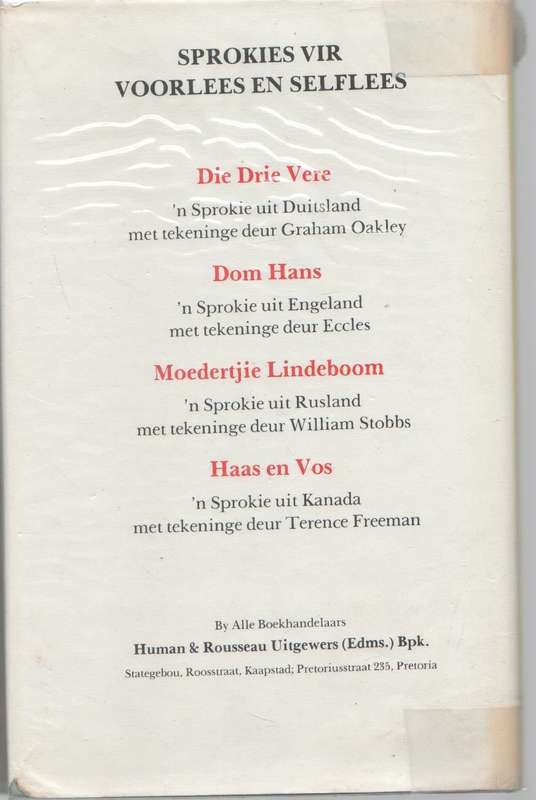 SPROKIES VIR
VOORLEES EN SELFLEES
Die Drie Vere
'n Sprokie uit Duitsland
met tekeninge deur Graham Oakley
Dom Hans
'n Sprokie uit Engeland
met tekeninge deur Eccles
Moedertjie Lindeboom
'n Sprokie uit Rusland
met tekeninge deur William Stobbs
Haas en Vos
'n Sprokie uit Kanada
met tekeninge deur Terence Freeman
By Alle Boekhandelaars
Human & Rousseau Uitgewers (Edms.) Bpk.
Stategebou, Roosstraat, Kaapstad; Pretoriusstraat 235, Pretoria